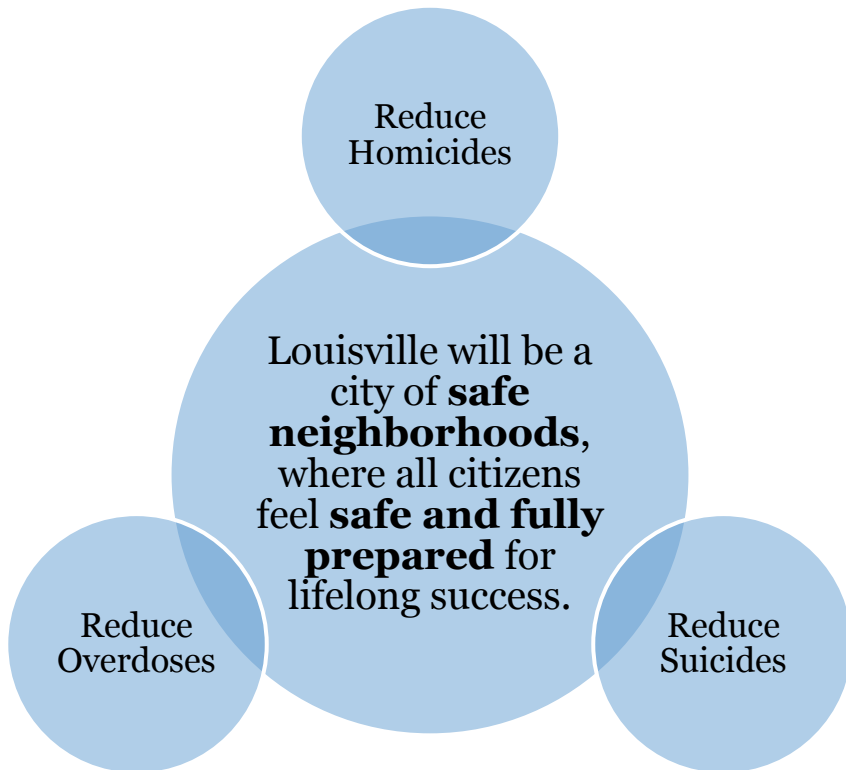 Reduce
Homicides
Louisville will be a
city of safe
neighborhoods,
where all citizens
feel safe and fully
prepared for
lifelong success.
Reduce
Overdoses
Reduce
Suicides